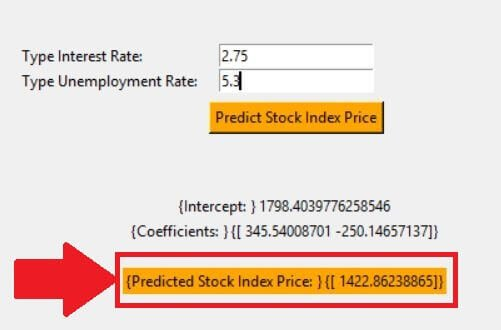 Type Interest Rate: 2.75
Type Unemployment Rate: 5.3
Predict Stock Index Price
{Intercept: } 1798.4039776258546
{Coefficients: } {[ 345.54008701 -250.14657137]}
{Predicted Stock Index Price: } {[ 1422.86238865]}